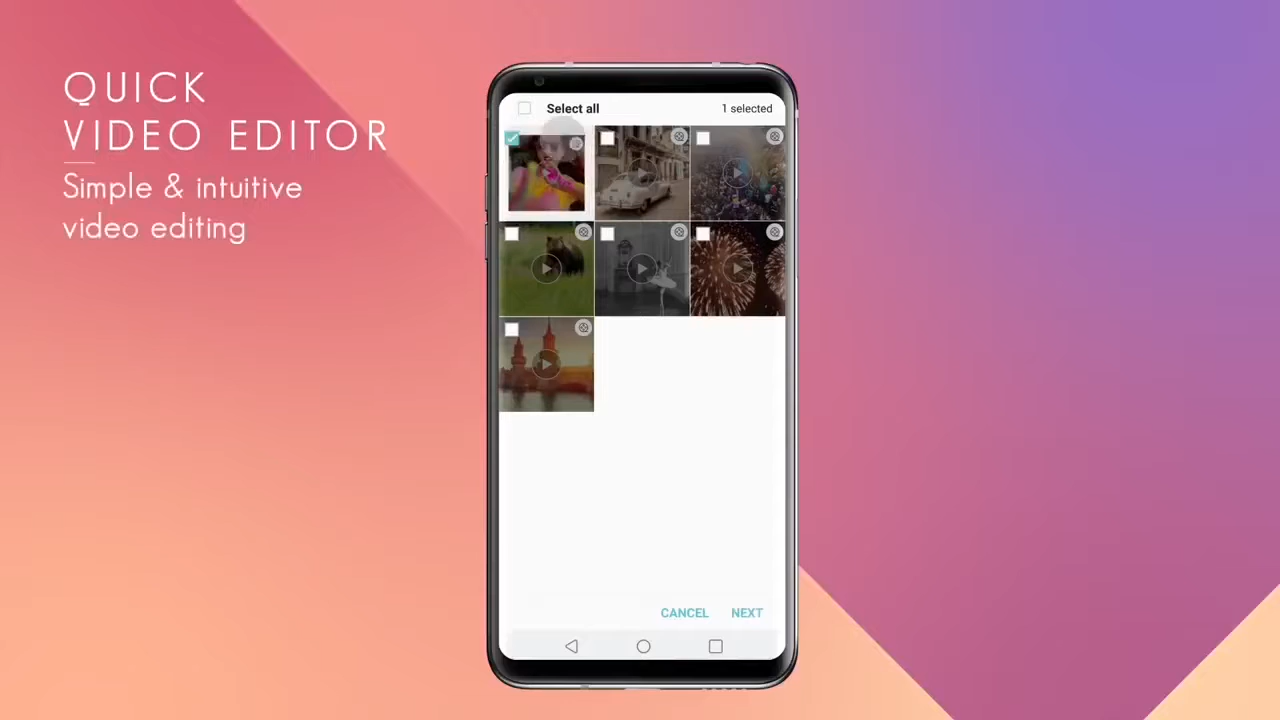 QUICK
VIDEO EDITOR
Simple & intuitive
video editing
Select all
1 selected
CANCEL
NEXT